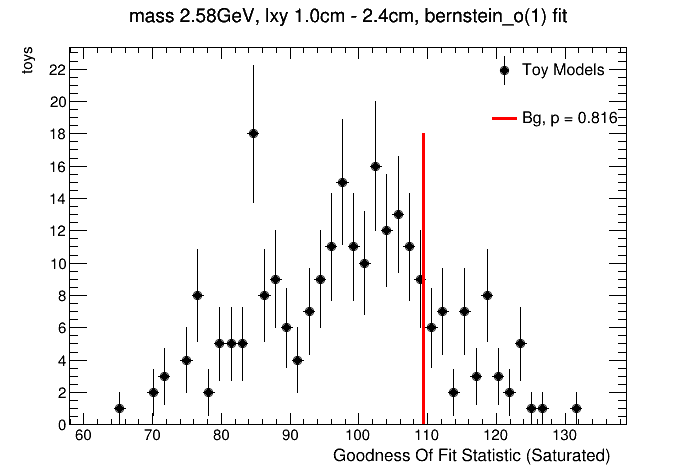 mass 2.58GeV, lxy 1.0cm - 2.4cm, bernstein_o(1) fit
toys
22
20
18
16
14
12
10
8
6
4
2
0
Toy Models
Bg, p = 0.816
60 70 80 90 100 110 120 130
Goodness Of Fit Statistic (Saturated)